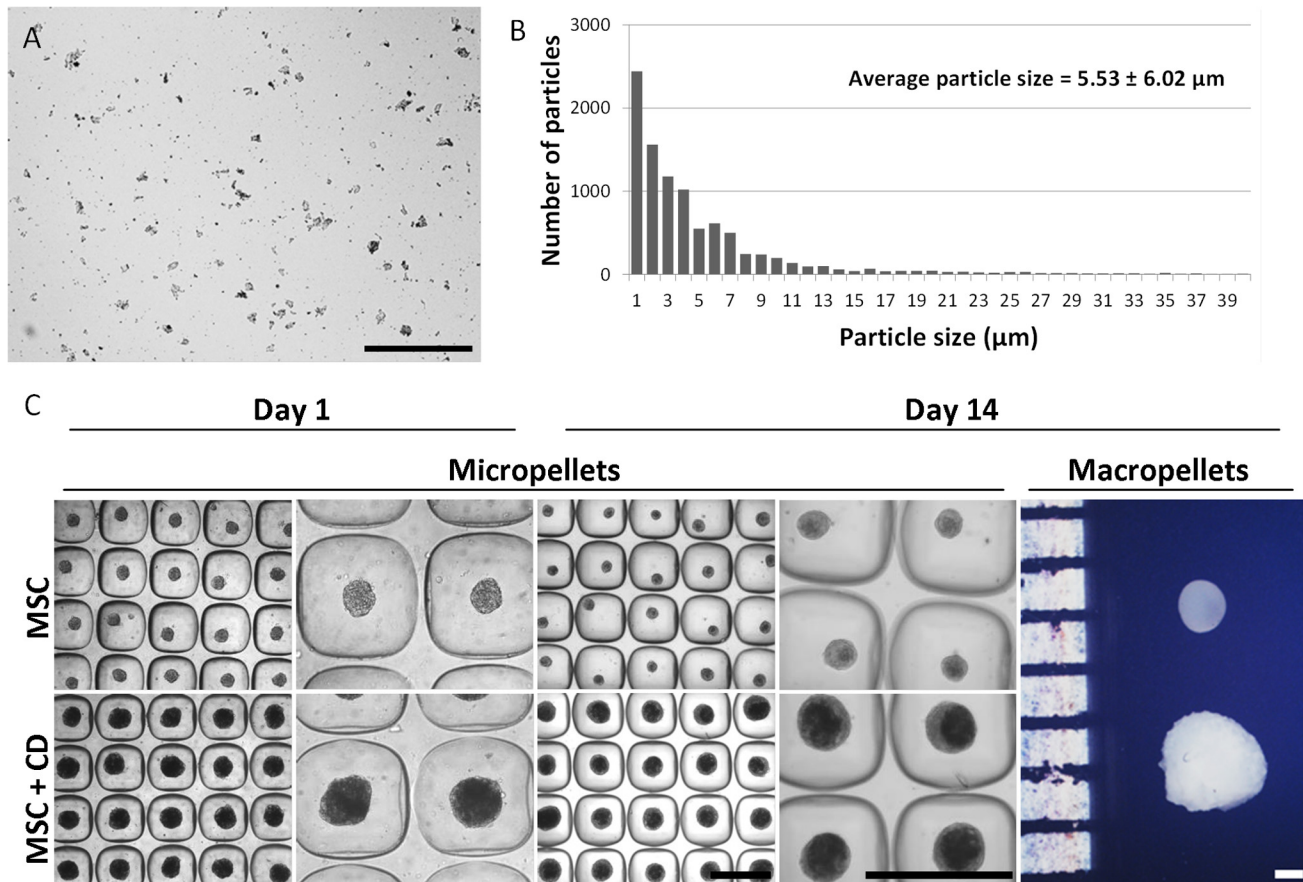 A
B
3000
2000
1000
0
Number of particles
Average particle size = 5.53 ± 6.02 µm
1 3 5 7 9 11 13 15 17 19 21 23 25 27 29 31 33 35 37 39
Particle size (µm)
C
Day 1
Day 14
Micropellets
Macropellets
MSC
MSC + CD